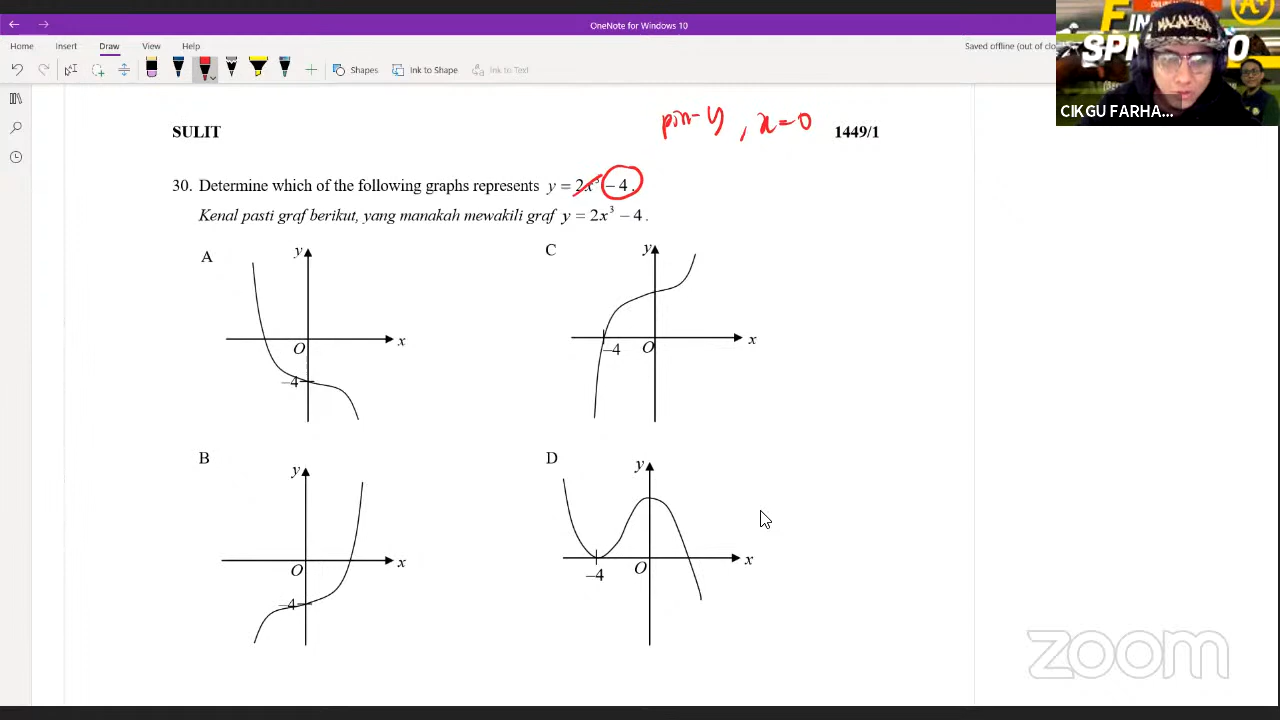 OneNote for Windows 10
Home Insert Draw View Help
Saved offline (out of
Shapes Ink to Shape Ink to Text
MALAYSIA
A+
CIKGU FARHA...
pin-y, x=0
SULIT
1449/1
30. Determine which of the following graphs represents y = 2x³ − 4.
Kenal pasti graf berikut, yang manakah mewakili graf y = 2x³ − 4.
A
y
O
x
−4
C
y
−4
O
x
B
y
O
x
−4
D
y
−4
O
x
zoom